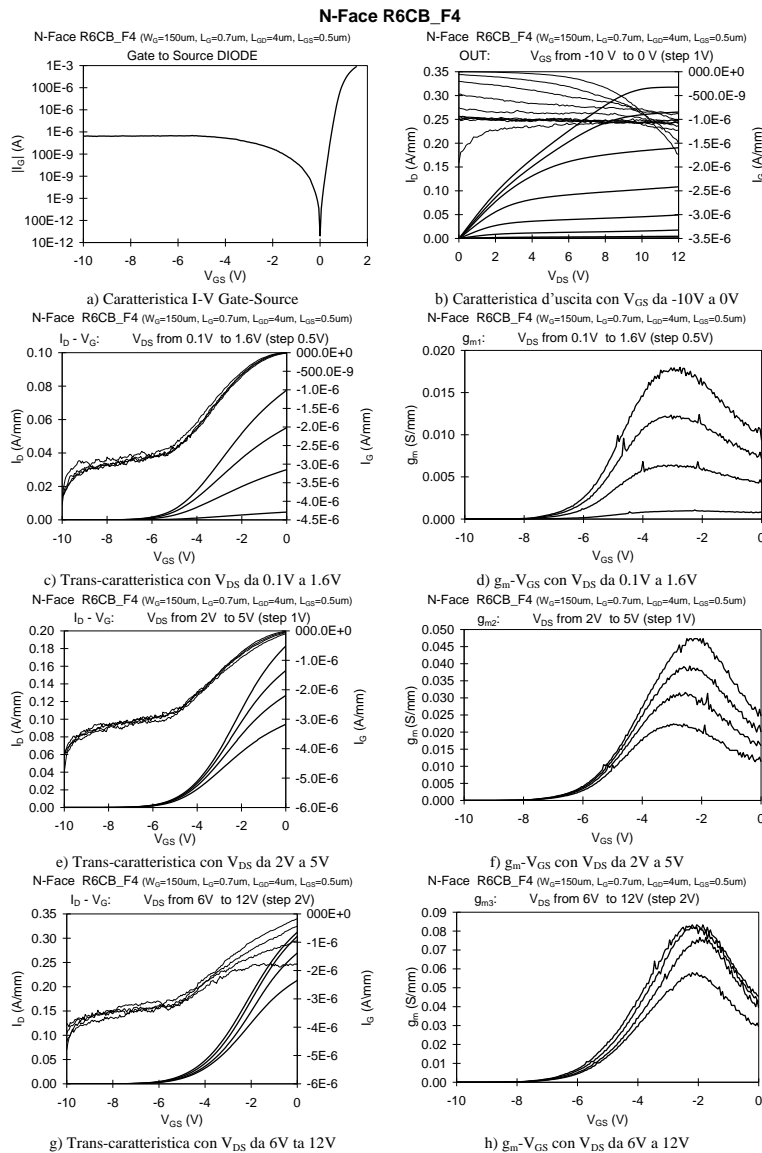 N-Face R6CB_F4
N-Face R6CB_F4 (WG=150um, LG=0.7um, LGD=4um, LGS=0.5um)
Gate to Source DIODE
1E-3
100E-6
10E-6
1E-6
100E-9
10E-9
1E-9
100E-12
10E-12
|IG| (A)
-10 -8 -6 -4 -2 0 2
VGS (V)
a) Caratteristica I-V Gate-Source
N-Face R6CB_F4 (WG=150um, LG=0.7um, LGD=4um, LGS=0.5um)
OUT: VGS from -10 V to 0 V (step 1V)
0.35
0.30
0.25
0.20
0.15
0.10
0.05
0.00
ID (A/mm)
000.0E+0
-500.0E-9
-1.0E-6
-1.5E-6
-2.0E-6
-2.5E-6
-3.0E-6
-3.5E-6
IG (A/mm)
0 2 4 6 8 10 12
VDS (V)
b) Caratteristica d'uscita con VGS da -10V a 0V
N-Face R6CB_F4 (WG=150um, LG=0.7um, LGD=4um, LGS=0.5um)
ID - VG: VDS from 0.1V to 1.6V (step 0.5V)
0.10
0.08
0.06
0.04
0.02
0.00
ID (A/mm)
000.0E+0
-500.0E-9
-1.0E-6
-1.5E-6
-2.0E-6
-2.5E-6
-3.0E-6
-3.5E-6
-4.0E-6
-4.5E-6
IG (A/mm)
-10 -8 -6 -4 -2 0
VGS (V)
c) Trans-caratteristica con VDS da 0.1V a 1.6V
N-Face R6CB_F4 (WG=150um, LG=0.7um, LGD=4um, LGS=0.5um)
gm1: VDS from 0.1V to 1.6V (step 0.5V)
0.020
0.015
0.010
0.005
0.000
gm (S/mm)
-10 -8 -6 -4 -2 0
VGS (V)
d) gm-VGS con VDS da 0.1V a 1.6V
N-Face R6CB_F4 (WG=150um, LG=0.7um, LGD=4um, LGS=0.5um)
ID - VG: VDS from 2V to 5V (step 1V)
0.20
0.18
0.16
0.14
0.12
0.10
0.08
0.06
0.04
0.02
0.00
ID (A/mm)
000.0E+0
-1.0E-6
-2.0E-6
-3.0E-6
-4.0E-6
-5.0E-6
-6.0E-6
IG (A/mm)
-10 -8 -6 -4 -2 0
VGS (V)
e) Trans-caratteristica con VDS da 2V a 5V
N-Face R6CB_F4 (WG=150um, LG=0.7um, LGD=4um, LGS=0.5um)
gm2: VDS from 2V to 5V (step 1V)
0.050
0.045
0.040
0.035
0.030
0.025
0.020
0.015
0.010
0.005
0.000
gm (S/mm)
-10 -8 -6 -4 -2 0
VGS (V)
f) gm-VGS con VDS da 2V a 5V
N-Face R6CB_F4 (WG=150um, LG=0.7um, LGD=4um, LGS=0.5um)
ID - VG: VDS from 6V to 12V (step 2V)
0.35
0.30
0.25
0.20
0.15
0.10
0.05
0.00
ID (A/mm)
000E+0
-1E-6
-2E-6
-3E-6
-4E-6
-5E-6
-6E-6
IG (A/mm)
-10 -8 -6 -4 -2 0
VGS (V)
g) Trans-caratteristica con VDS da 6V ta 12V
N-Face R6CB_F4 (WG=150um, LG=0.7um, LGD=4um, LGS=0.5um)
gm3: VDS from 6V to 12V (step 2V)
0.09
0.08
0.07
0.06
0.05
0.04
0.03
0.02
0.01
0.00
gm (S/mm)
-10 -8 -6 -4 -2 0
VGS (V)
h) gm-VGS con VDS da 6V a 12V